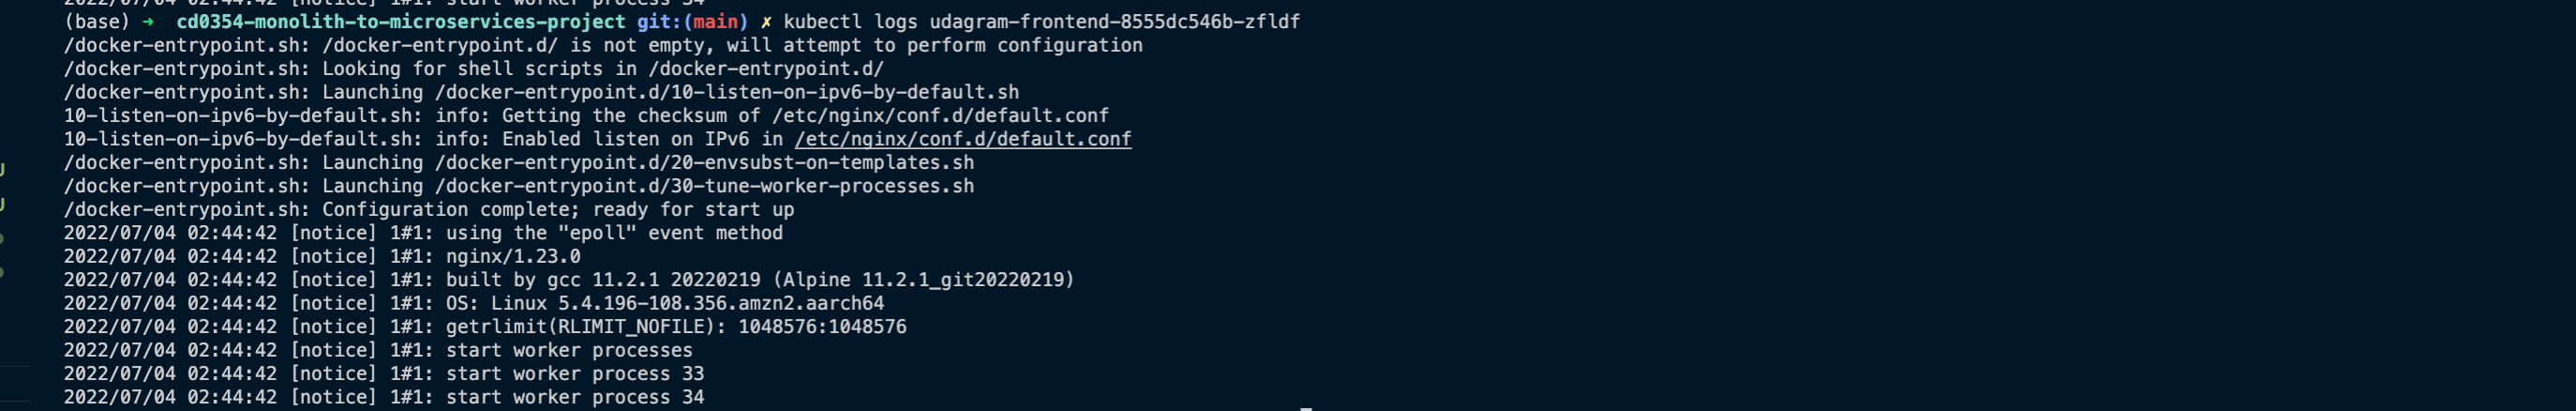 2022/07/04 02:44:42 [notice] 1#1: start worker process 34
(base) → cd0354-monolith-to-microservices-project git:(main) ✗ kubectl logs udagram-frontend-8555dc546b-zfldf
/docker-entrypoint.sh: /docker-entrypoint.d/ is not empty, will attempt to perform configuration
/docker-entrypoint.sh: Looking for shell scripts in /docker-entrypoint.d/
/docker-entrypoint.sh: Launching /docker-entrypoint.d/10-listen-on-ipv6-by-default.sh
10-listen-on-ipv6-by-default.sh: info: Getting the checksum of /etc/nginx/conf.d/default.conf
10-listen-on-ipv6-by-default.sh: info: Enabled listen on IPv6 in /etc/nginx/conf.d/default.conf
/docker-entrypoint.sh: Launching /docker-entrypoint.d/20-envsubst-on-templates.sh
/docker-entrypoint.sh: Launching /docker-entrypoint.d/30-tune-worker-processes.sh
/docker-entrypoint.sh: Configuration complete; ready for start up
2022/07/04 02:44:42 [notice] 1#1: using the "epoll" event method
2022/07/04 02:44:42 [notice] 1#1: nginx/1.23.0
2022/07/04 02:44:42 [notice] 1#1: built by gcc 11.2.1 20220219 (Alpine 11.2.1_git20220219)
2022/07/04 02:44:42 [notice] 1#1: OS: Linux 5.4.196-108.356.amzn2.aarch64
2022/07/04 02:44:42 [notice] 1#1: getrlimit(RLIMIT_NOFILE): 1048576:1048576
2022/07/04 02:44:42 [notice] 1#1: start worker processes
2022/07/04 02:44:42 [notice] 1#1: start worker process 33
2022/07/04 02:44:42 [notice] 1#1: start worker process 34